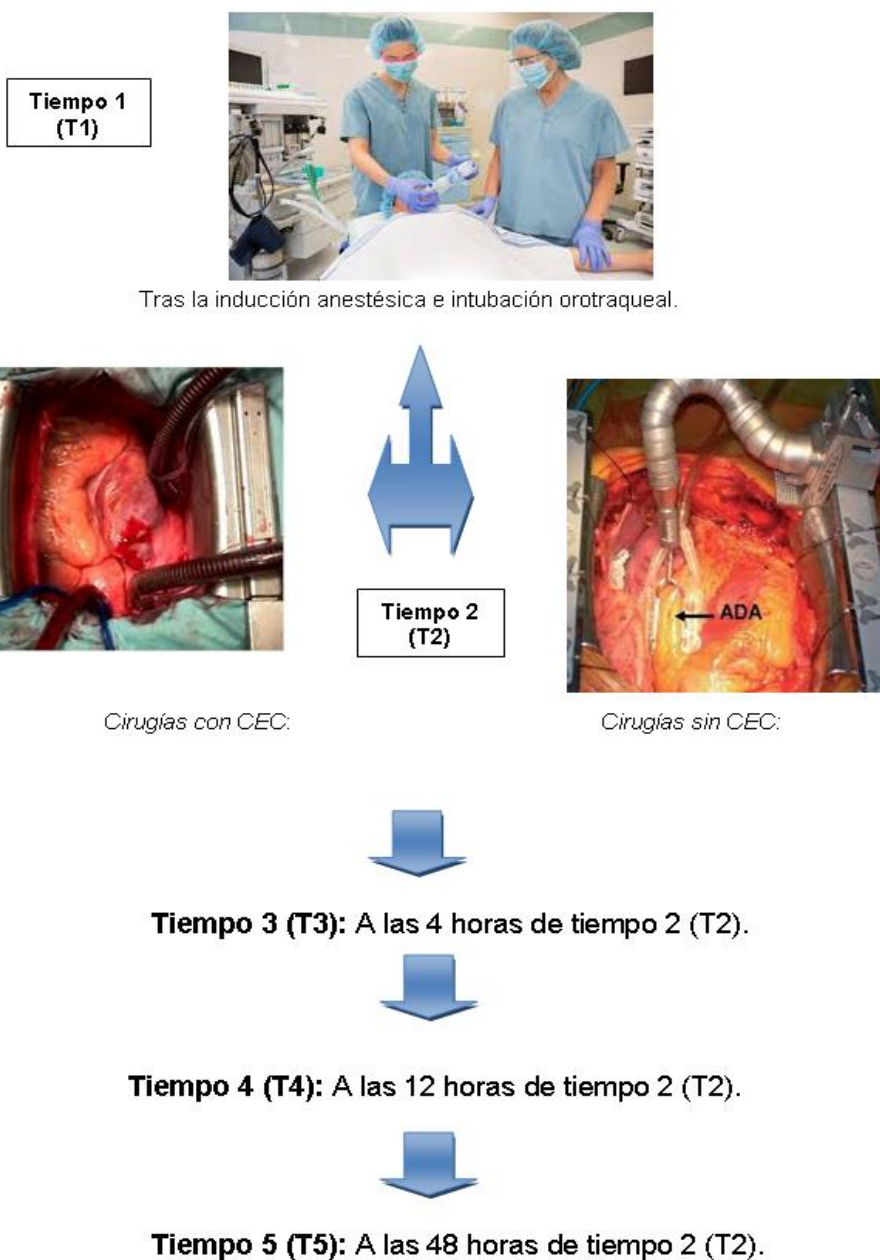 Tiempo 1
(T1)
Tras la inducción anestésica e intubación orotraqueal.
Tiempo 2
(T2)
ADA
Cirugías con CEC:
Cirugías sin CEC:
Tiempo 3 (T3): A las 4 horas de tiempo 2 (T2).
Tiempo 4 (T4): A las 12 horas de tiempo 2 (T2).
Tiempo 5 (T5): A las 48 horas de tiempo 2 (T2).